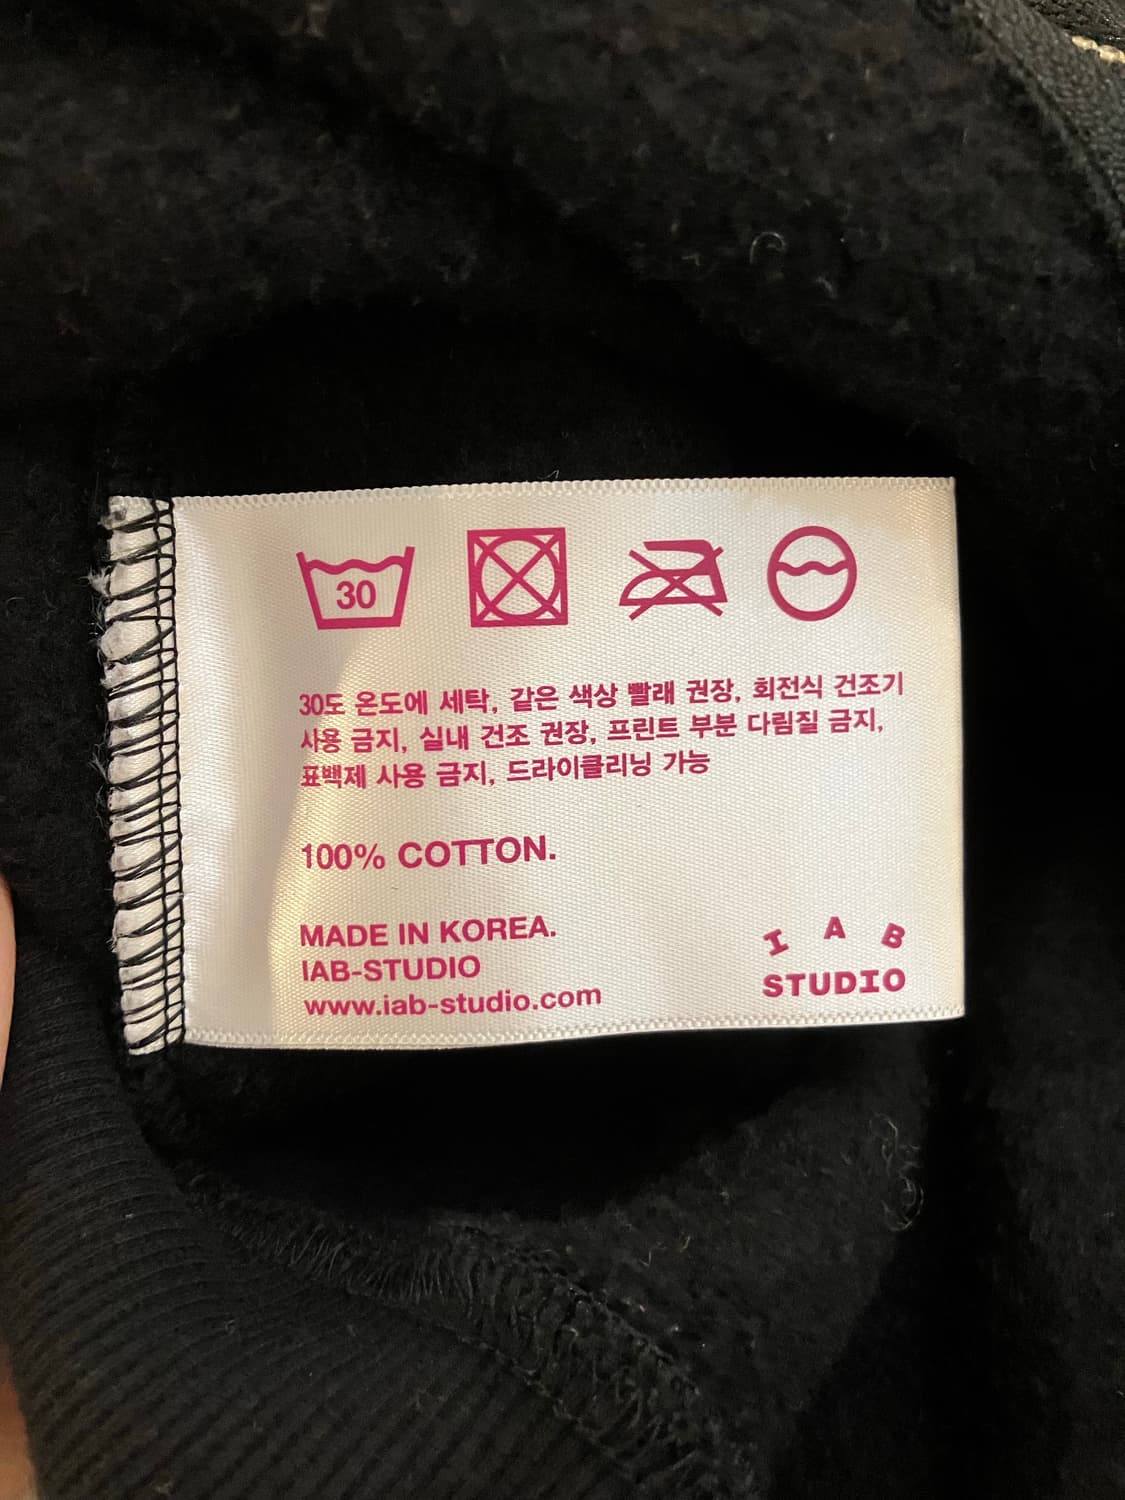 30
30도 온도에 세탁, 같은 색상 빨래 권장, 회전식 건조기
사용 금지, 실내 건조 권장, 프린트 부분 다림질 금지,
표백제 사용 금지, 드라이클리닝 가능
100% COTTON.
MADE IN KOREA.
IAB-STUDIO
www.iab-studio.com
I A B
STUDIO